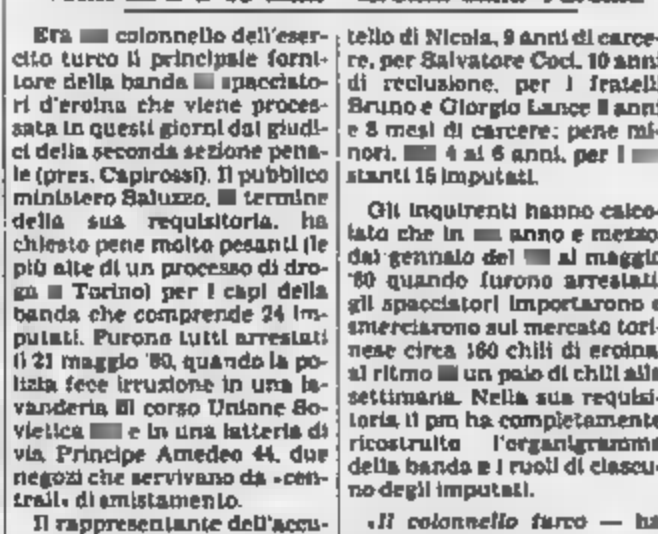 Era colonnello dell'eser-
cito turco il principale forni-
tore della banda spacciato-
ri d'eroina che viene proces-
sata in questi giorni dai giudi-
ci della seconda sezione pena-
le (pres. Capirossi). Il pubblico
ministero Saluzzo, termine
della sua requisitoria, ha
chiesto pene molto pesanti (le
più alte di un processo di dro-
ga Torino) per i capi della
banda che comprende 24 im-
putati. Furono tutti arrestati
il 21 maggio '80, quando la po-
lizia fece irruzione in una la-
vanderia di corso Unione So-
vietica e in una latteria di
via Principe Amedeo 44, due
negozi che servivano da «cen-
trali» di smistamento.
Il rappresentante dell'accu-
tello di Nicola, 9 anni di carce-
re, per Salvatore Coci, 10 anni
di reclusione, per i fratelli
Bruno e Giorgio Lance anni
e 8 mesi di carcere; pene mi-
nori, 4 ai 6 anni, per i
stanti 15 imputati.
Gli inquirenti hanno calco-
lato che in anno e mezzo
dal gennaio del al maggio
'80 quando furono arrestati
gli spacciatori importarono e
smerciarono sul mercato tori-
nese circa 160 chili di eroina
al ritmo un paio di chili alla
settimana. Nella sua requisi-
toria il pm ha completamente
ricostruito l'organigramma
della banda e i ruoli di ciascu-
no degli imputati.
«Il colonnello turco — ha